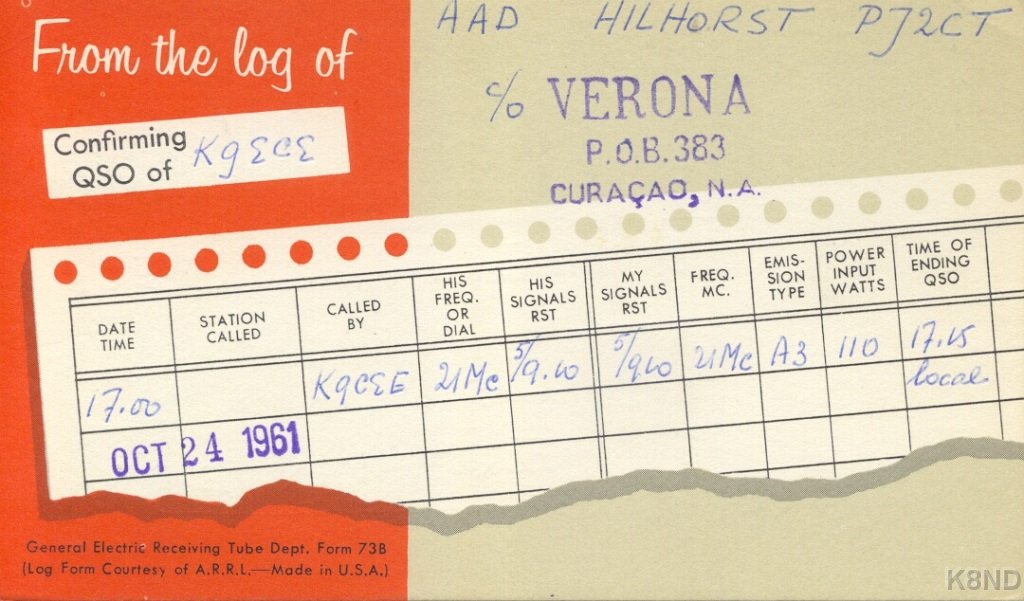 From the log of
AAD HILHORST PJ2CT
c/o VERONA
P.O.B. 383
CURAÇAO, N.A.
Confirming
QSO of K9ECE
DATE TIME
STATION CALLED
CALLED BY
HIS FREQ. OR DIAL
HIS SIGNALS RST
MY SIGNALS RST
FREQ. MC.
EMIS-SION TYPE
POWER INPUT WATTS
TIME OF ENDING QSO
17.00 K9CEE 21Mc 5/9.10 5/9.10 21Mc A3 110 17.15
local
OCT 24 1961
General Electric Receiving Tube Dept. Form 73B
(Log Form Courtesy of A.R.R.L.—Made in U.S.A.)
K8ND